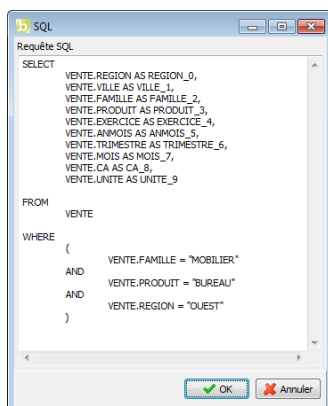 SQL
Requête SQL
SELECT
VENTE.REGION AS REGION_0,
VENTE.VILLE AS VILLE_1,
VENTE.FAMILLE AS FAMILLE_2,
VENTE.PRODUIT AS PRODUIT_3,
VENTE.EXERCICE AS EXERCICE_4,
VENTE.ANMOIS AS ANMOIS_5,
VENTE.TRIMESTRE AS TRIMESTRE_6,
VENTE.MOIS AS MOIS_7,
VENTE.CA AS CA_8,
VENTE.UNITE AS UNITE_9
FROM
VENTE
WHERE
(
VENTE.FAMILLE = "MOBILIER"
AND
VENTE.PRODUIT = "BUREAU"
AND
VENTE.REGION = "OUEST"
)
OK Annuler